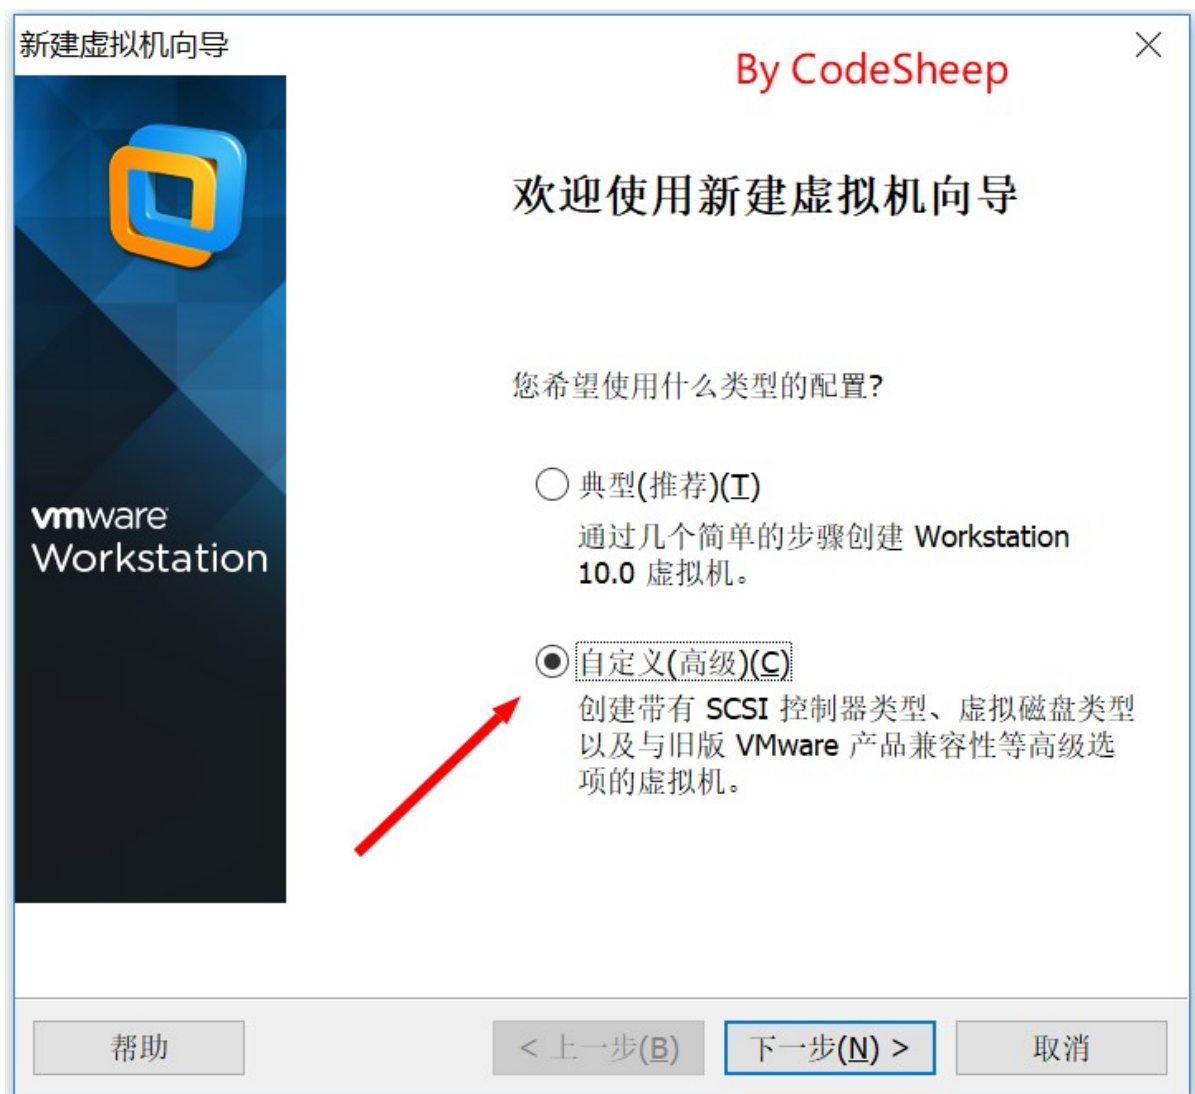 新建虚拟机向导
By CodeSheep
欢迎使用新建虚拟机向导
您希望使用什么类型的配置?
典型(推荐)(T)
通过几个简单的步骤创建 Workstation
10.0 虚拟机。
vmware
Workstation
自定义(高级)(C)
创建带有 SCSI 控制器类型、虚拟磁盘类型
以及与旧版 VMware 产品兼容性等高级选
项的虚拟机。
帮助
< 上一步(B)
下一步(N) >
取消